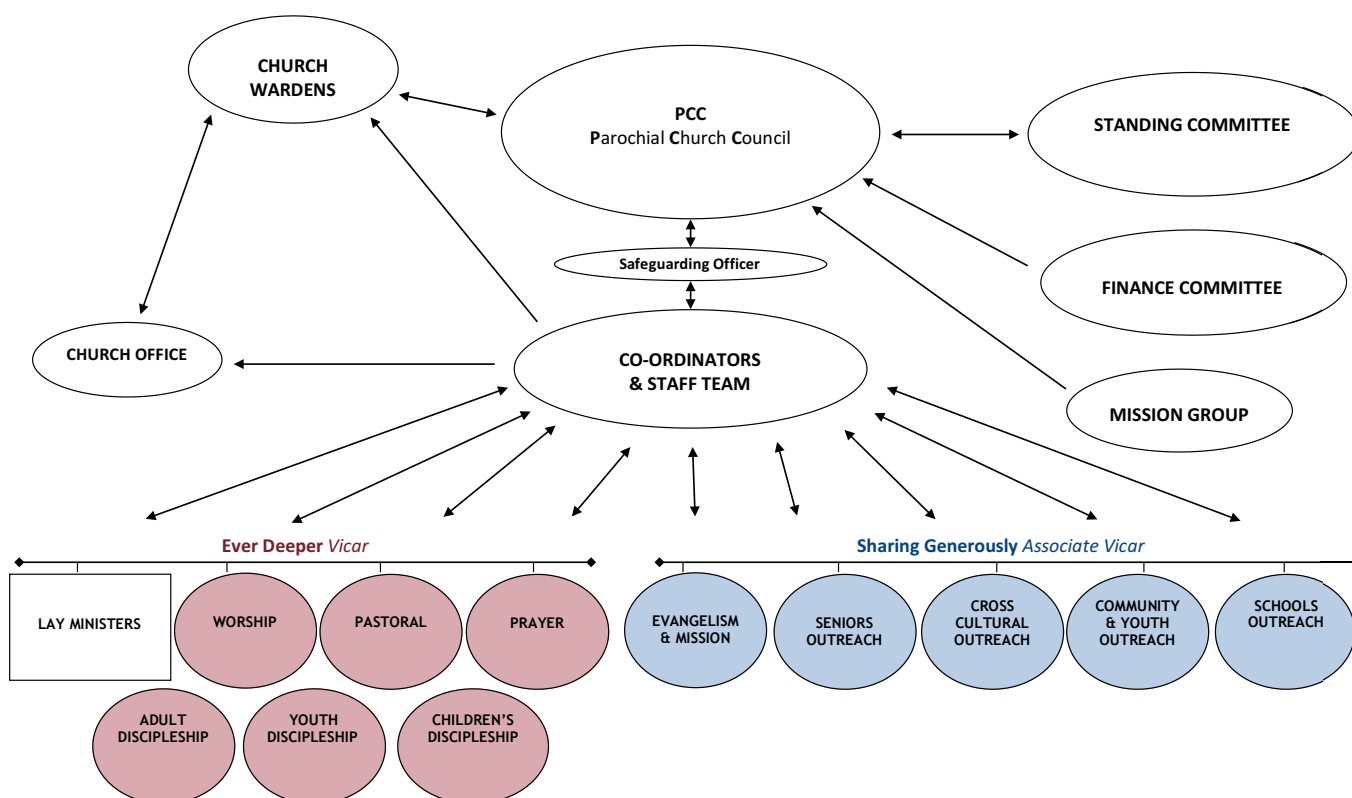 CHURCH
WARDENS
PCC
Parochial Church Council
STANDING COMMITTEE
Safeguarding Officer
FINANCE COMMITTEE
CHURCH OFFICE
CO-ORDINATORS
& STAFF TEAM
MISSION GROUP
Ever Deeper Vicar
Sharing Generously Associate Vicar
LAY MINISTERS
WORSHIP
PASTORAL
PRAYER
EVANGELISM
& MISSION
SENIORS
OUTREACH
CROSS
CULTURAL
OUTREACH
COMMUNITY
& YOUTH
OUTREACH
SCHOOLS
OUTREACH
ADULT
DISCIPLESHIP
YOUTH
DISCIPLESHIP
CHILDREN’S
DISCIPLESHIP